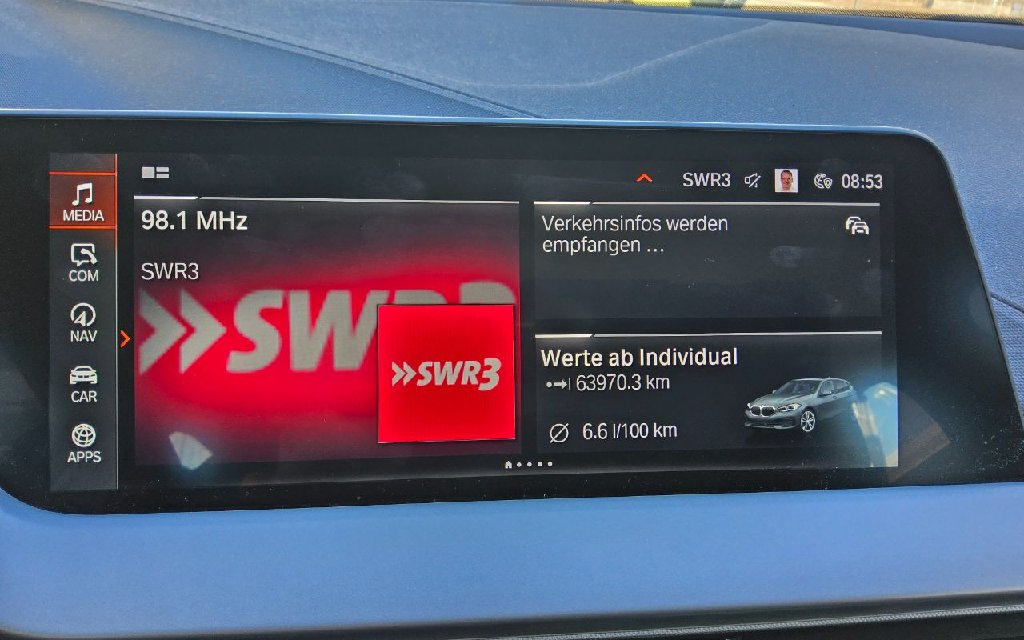 SWR3
08:53
MEDIA
COM
NAV
CAR
APPS
98.1 MHz
SWR3
SWR3
SWR3
Verkehrsinfos werden
empfangen ...
Werte ab Individual
63970.3 km
6.6 l/100 km